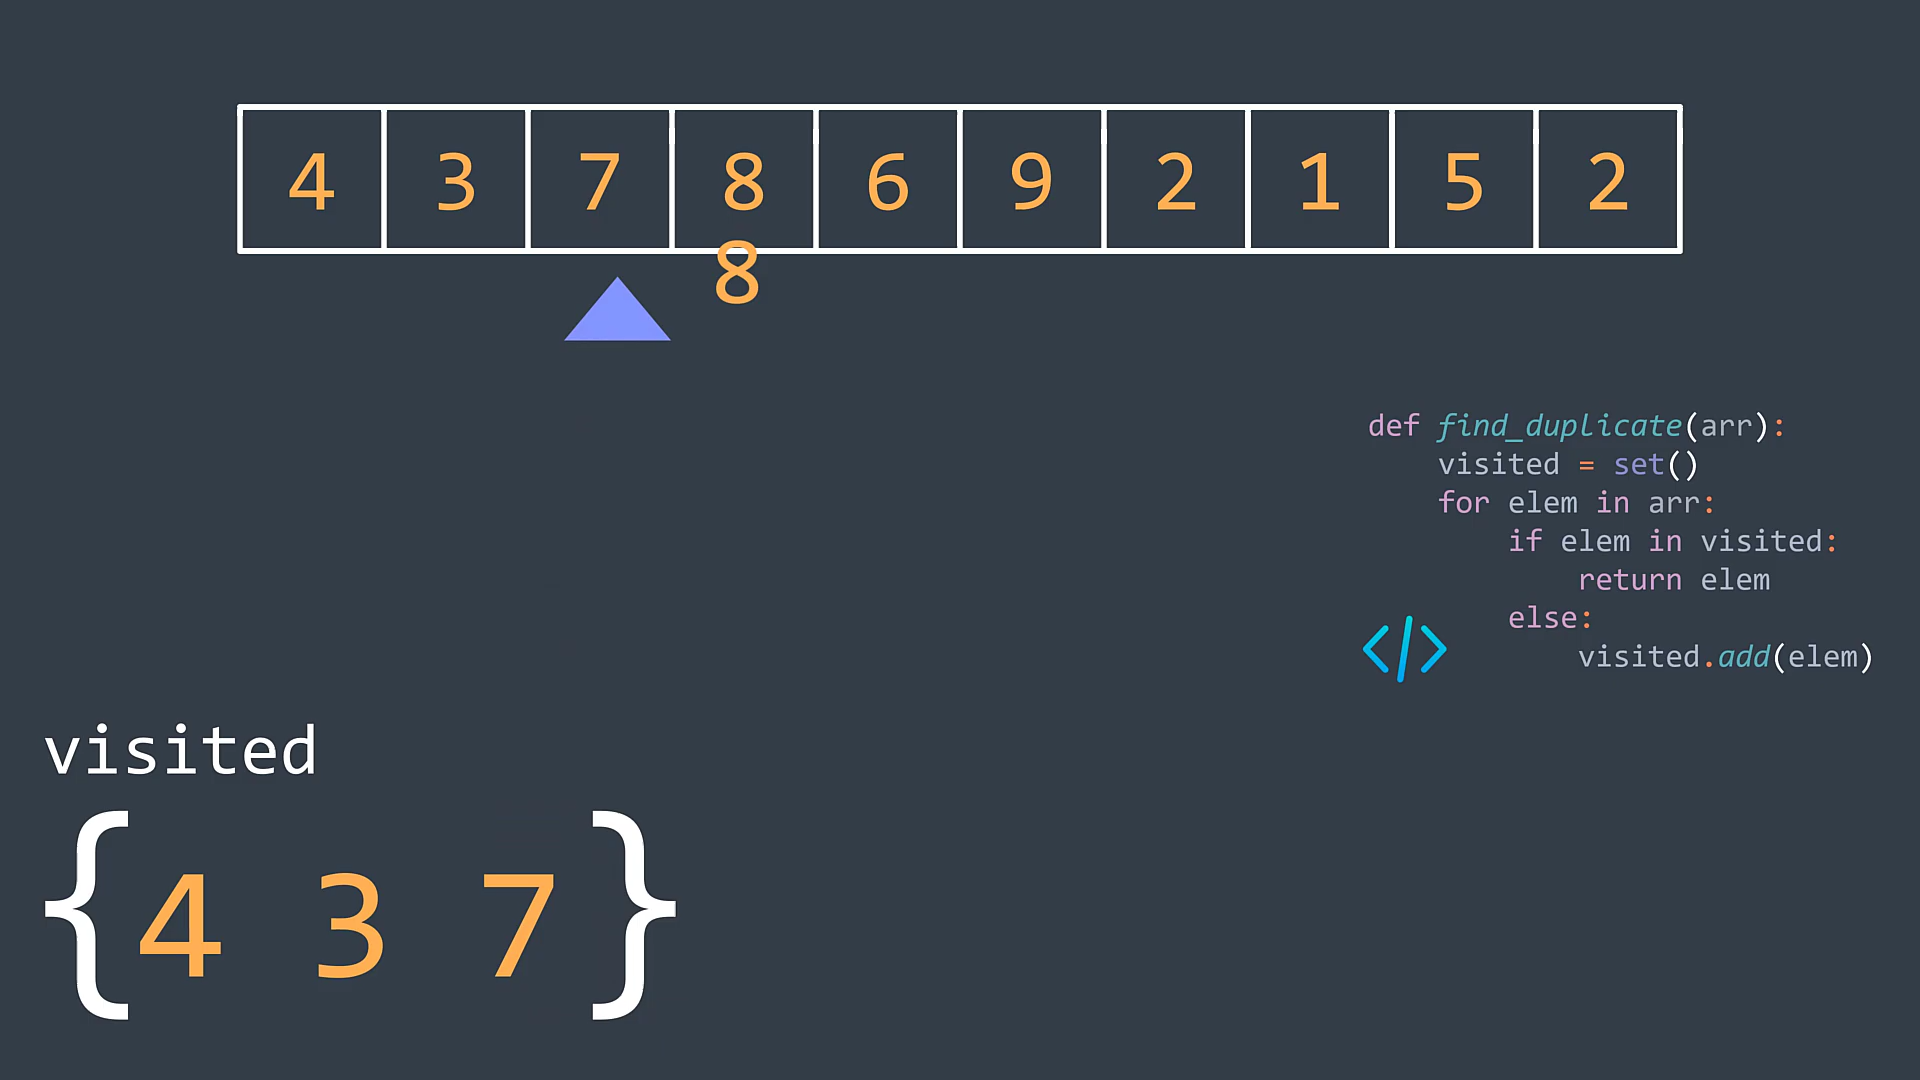 4 3 7 8 6 9 2 1 5 2
8
def find_duplicate(arr):
    visited = set()
    for elem in arr:
        if elem in visited:
            return elem
        else:
            visited.add(elem)
</>
visited
{4 3 7}